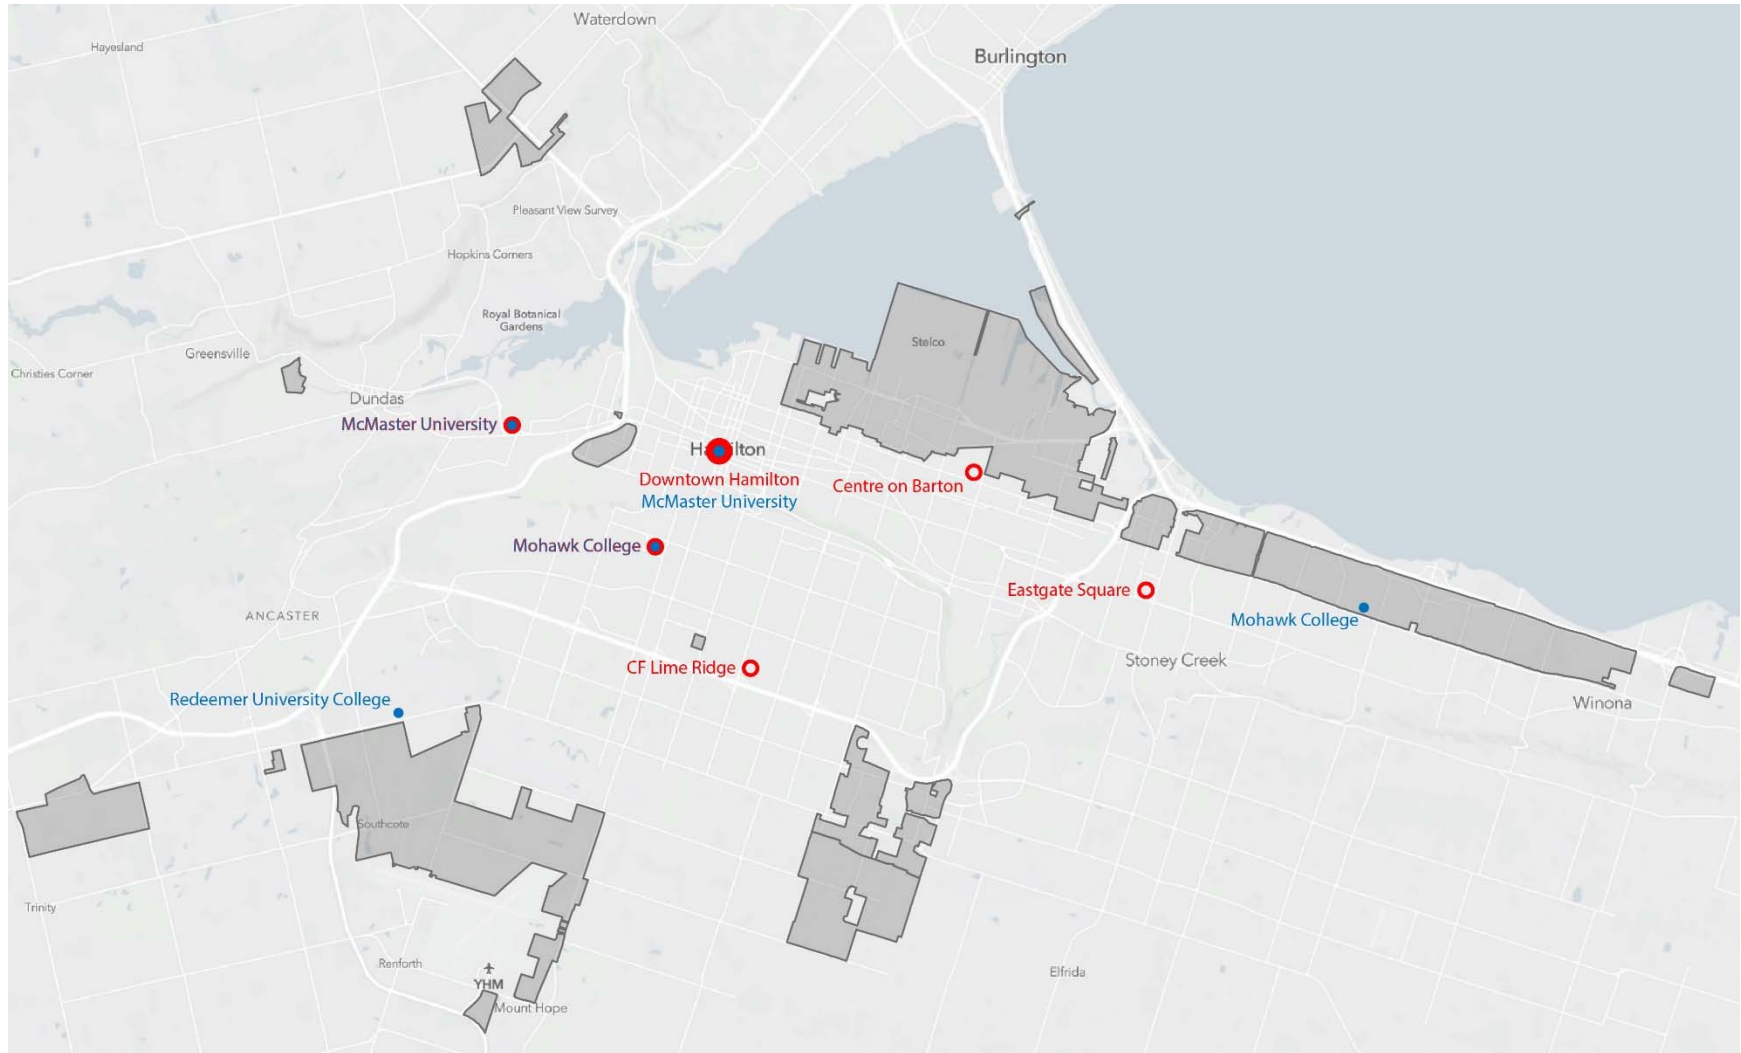 Waterdown
Hayesland
Burlington
Pleasant View Survey
Hopkins Corners
Royal Botanical
Gardens
Stelco
Greensville
Christies Corner
Dundas
McMaster University
Hamilton
Downtown Hamilton
McMaster University
Centre on Barton
Mohawk College
Eastgate Square
ANCASTER
Mohawk College
Stoney Creek
CF Lime Ridge
Redeemer University College
Winona
Southcote
Trinity
Renforth
Elfrida
YHM
Mount Hope